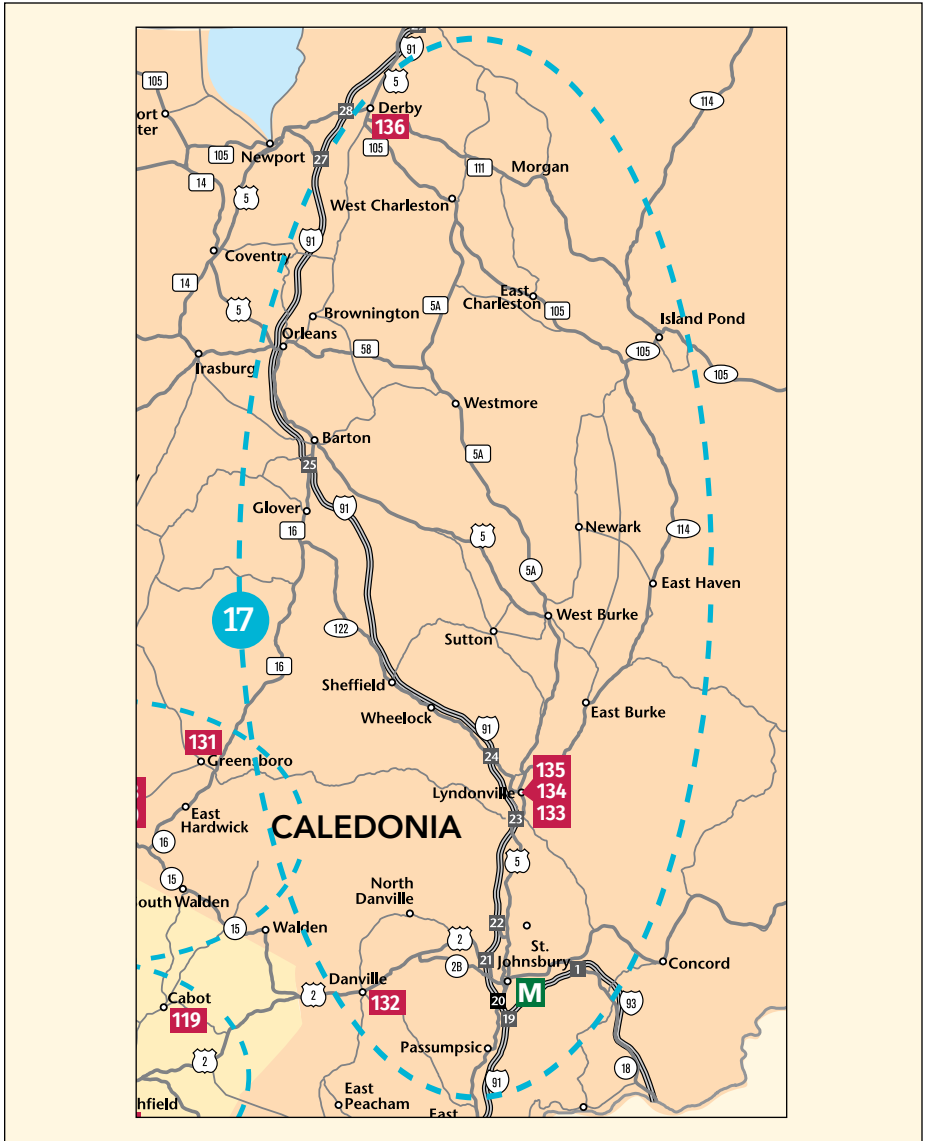 91
5
105
114
ort
ter
28
Derby
136
105
Newport
27
105
111
Morgan
14
5
West Charleston
91
Coventry
14
5
East
Charleston
105
5A
Brownington
Island Pond
Orleans
58
105
105
Irasburg
Westmore
Barton
5A
25
Glover
91
16
5
Newark
114
5A
East Haven
17
122
West Burke
Sutton
16
Sheffield
Wheelock
East Burke
91
131
Greensboro
24
135
134
133
Lyndonville
East
Hardwick
CALEDONIA
23
16
5
15
outh Walden
North
Danville
15
Walden
22
2
St.
Johnsbury
21
2B
1
Concord
Danville
2
132
M
20
93
Cabot
119
19
Passumpsic
2
18
91
East
Peacham
hfield
East